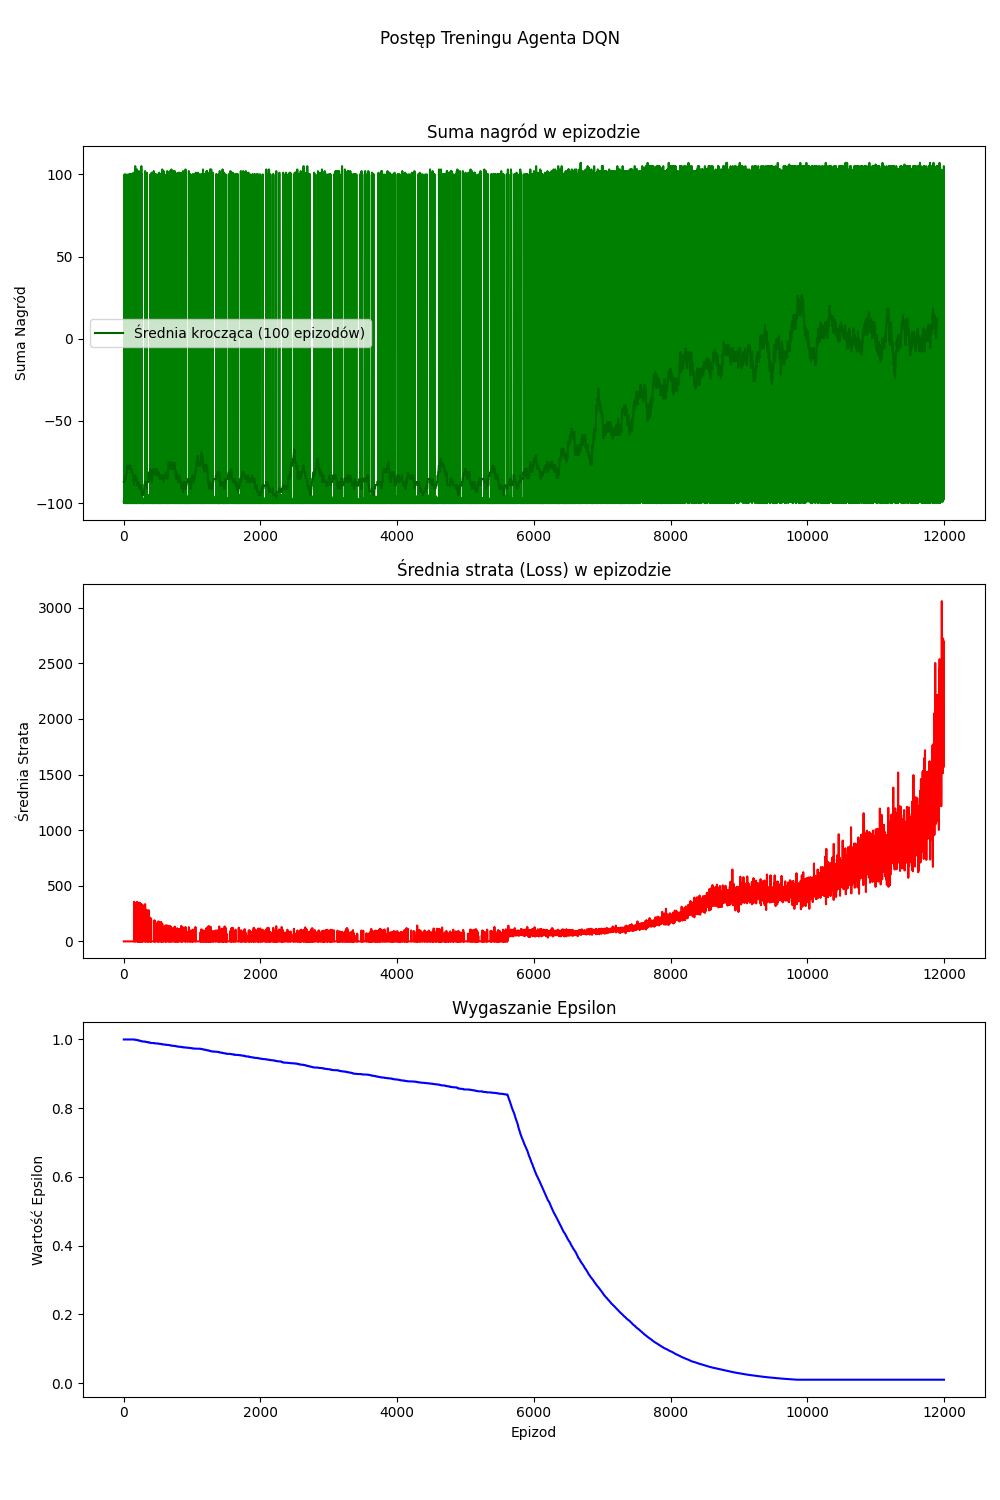 Postęp Treningu Agenta DQN
Suma nagród w epizodzie
Suma Nagród
100
50
0
−50
−100
Średnia krocząca (100 epizodów)
0 2000 4000 6000 8000 10000 12000
Średnia strata (Loss) w epizodzie
Średnia Strata
3000
2500
2000
1500
1000
500
0
0 2000 4000 6000 8000 10000 12000
Wygaszanie Epsilon
Wartość Epsilon
1.0
0.8
0.6
0.4
0.2
0.0
0 2000 4000 6000 8000 10000 12000
Epizod